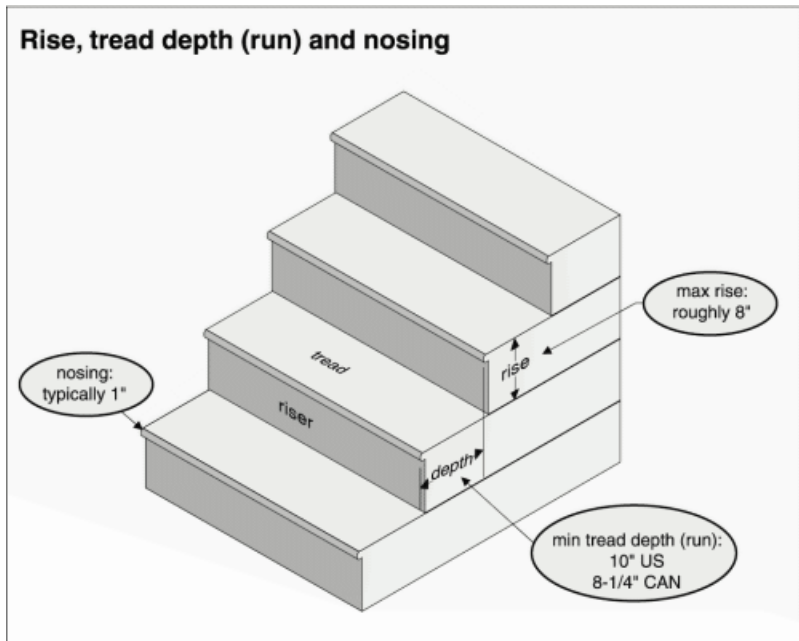 Rise, tread depth (run) and nosing
max rise:
roughly 8"
rise
tread
nosing:
typically 1"
riser
depth
min tread depth (run):
10" US
8-1/4" CAN